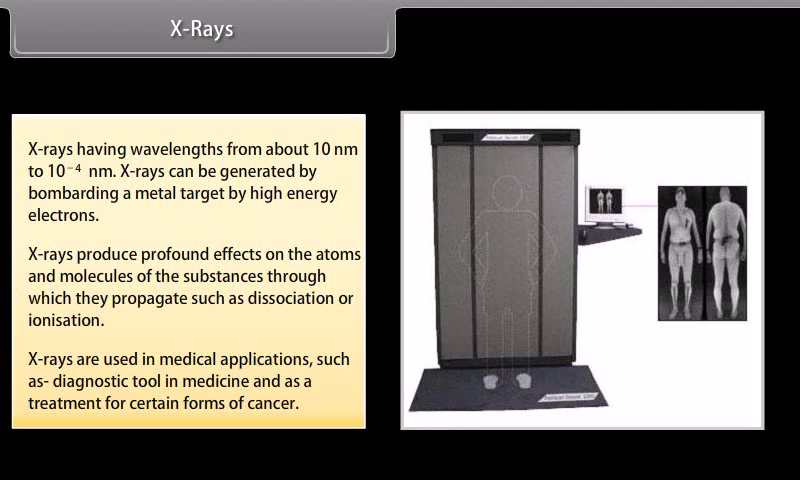 X-Rays
X-rays having wavelengths from about 10 nm
to 10⁻⁴ nm. X-rays can be generated by
bombarding a metal target by high energy
electrons.
X-rays produce profound effects on the atoms
and molecules of the substances through
which they propagate such as dissociation or
ionisation.
X-rays are used in medical applications, such
as- diagnostic tool in medicine and as a
treatment for certain forms of cancer.